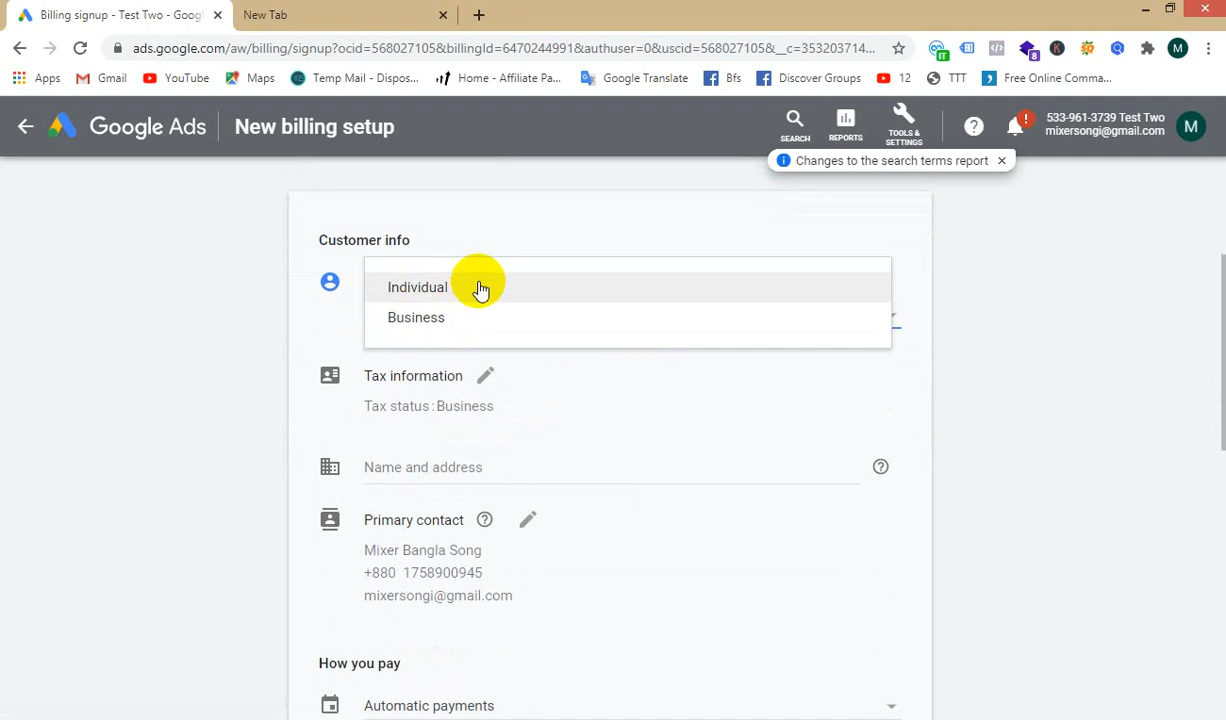 Billing signup - Test Two - Googl
New Tab
ads.google.com/aw/billing/signup?ocid=568027105&billingId=6470244991&authuser=0&uscid=568027105&__c=353203714...
M
Apps
Gmail
YouTube
Maps
Temp Mail - Dispos...
Home - Affiliate Pa...
Google Translate
Bfs
Discover Groups
12
TTT
Free Online Comma...
Google Ads
New billing setup
SEARCH
REPORTS
TOOLS &
SETTINGS
533-961-3739 Test Two
mixersongi@gmail.com
M
Changes to the search terms report
Customer info
Individual
Business
Tax information
Tax status: Business
Name and address
Primary contact
Mixer Bangla Song
+880 1758900945
mixersongi@gmail.com
How you pay
Automatic payments